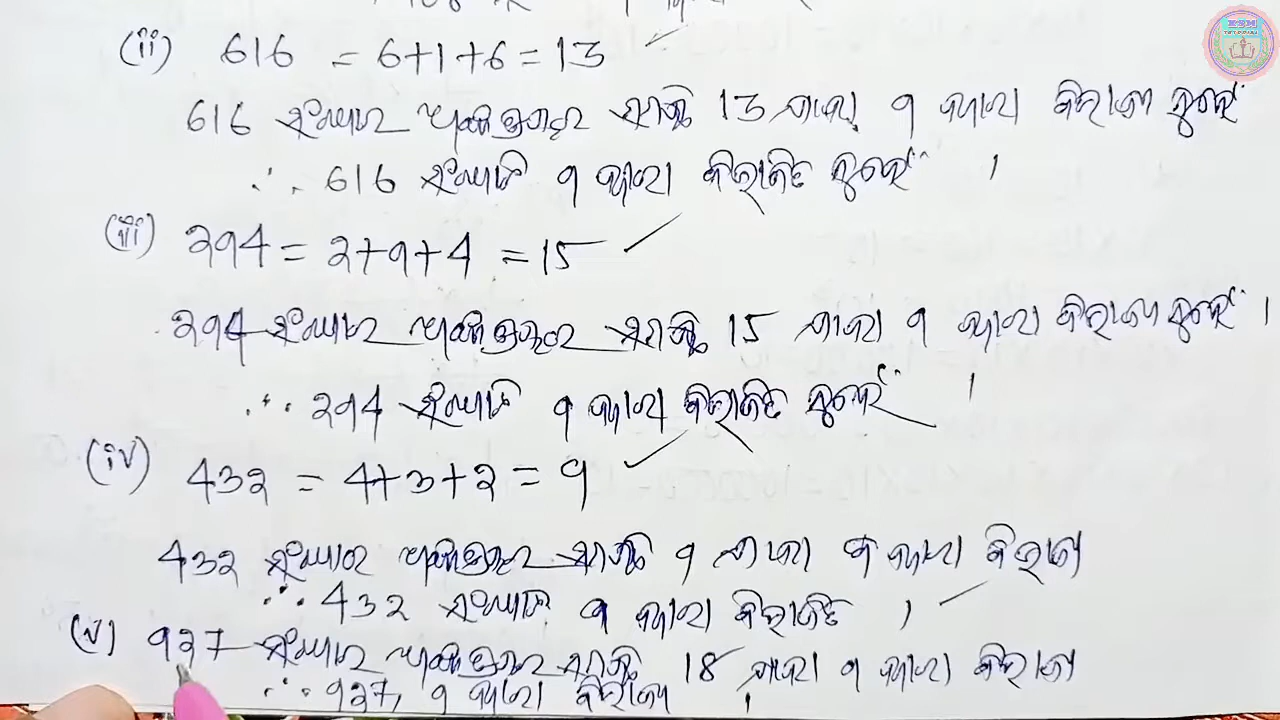 (ii) 616 = 6+1+6 = 13
616 ସଂଖ୍ୟାର ଅଙ୍କଗୁଡ଼ିକର ସମଷ୍ଟି 13 ଯାହା 9 ଦ୍ୱାରା ବିଭାଜ୍ୟ ନୁହେଁ
∴ 616 ସଂଖ୍ୟାଟି 9 ଦ୍ୱାରା ବିଭାଜିତ ନୁହେଁ ।
(iii) 294 = 2+9+4 = 15
294 ସଂଖ୍ୟାର ଅଙ୍କଗୁଡ଼ିକର ସମଷ୍ଟି 15 ଯାହା 9 ଦ୍ୱାରା ବିଭାଜ୍ୟ ନୁହେଁ ।
∴ 294 ସଂଖ୍ୟାଟି 9 ଦ୍ୱାରା ବିଭାଜିତ ନୁହେଁ ।
(iv) 432 = 4+3+2 = 9
432 ସଂଖ୍ୟାର ଅଙ୍କଗୁଡ଼ିକର ସମଷ୍ଟି 9 ଯାହା 9 ଦ୍ୱାରା ବିଭାଜ୍ୟ
∴ 432 ସଂଖ୍ୟାଟି 9 ଦ୍ୱାରା ବିଭାଜିତ ।
(v) 927 ସଂଖ୍ୟାର ଅଙ୍କଗୁଡ଼ିକର ସମଷ୍ଟି 18 ଯାହା 9 ଦ୍ୱାରା ବିଭାଜ୍ୟ
∴ 927, 9 ଦ୍ୱାରା ବିଭାଜ୍ୟ ।
KSM